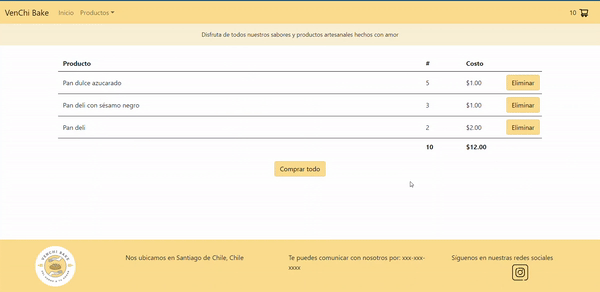 VenChi Bake Inicio Productos 10
Disfruta de todos nuestros sabores y productos artesanales hechos con amor
Producto # Costo
Pan dulce azucarado 5 $1.00 Eliminar
Pan deli con sésamo negro 3 $1.00 Eliminar
Pan deli 2 $2.00 Eliminar
10 $12.00
Comprar todo
VENCHI BAKE
Nos ubicamos en Santiago de Chile, Chile
Te puedes comunicar con nosotros por: xxx-xxx-
xxxx
Síguenos en nuestras redes sociales